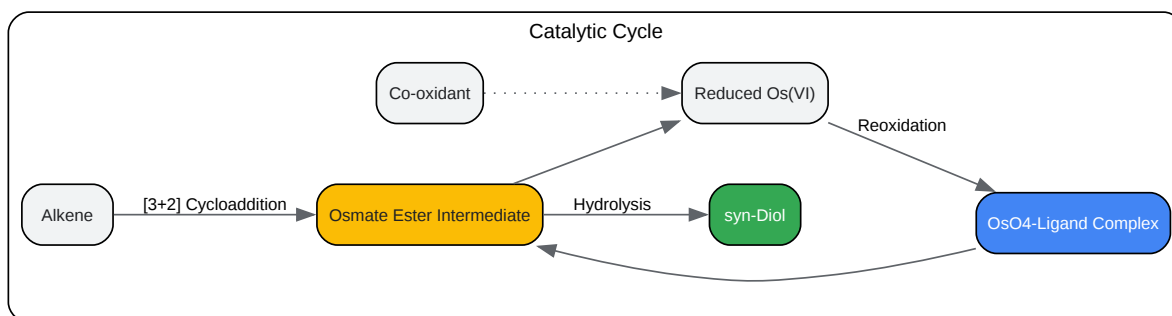 Catalytic Cycle
Co-oxidant
Reduced Os(VI)
Reoxidation
Alkene
[3+2] Cycloaddition
Osmate Ester Intermediate
Hydrolysis
syn-Diol
OsO4-Ligand Complex